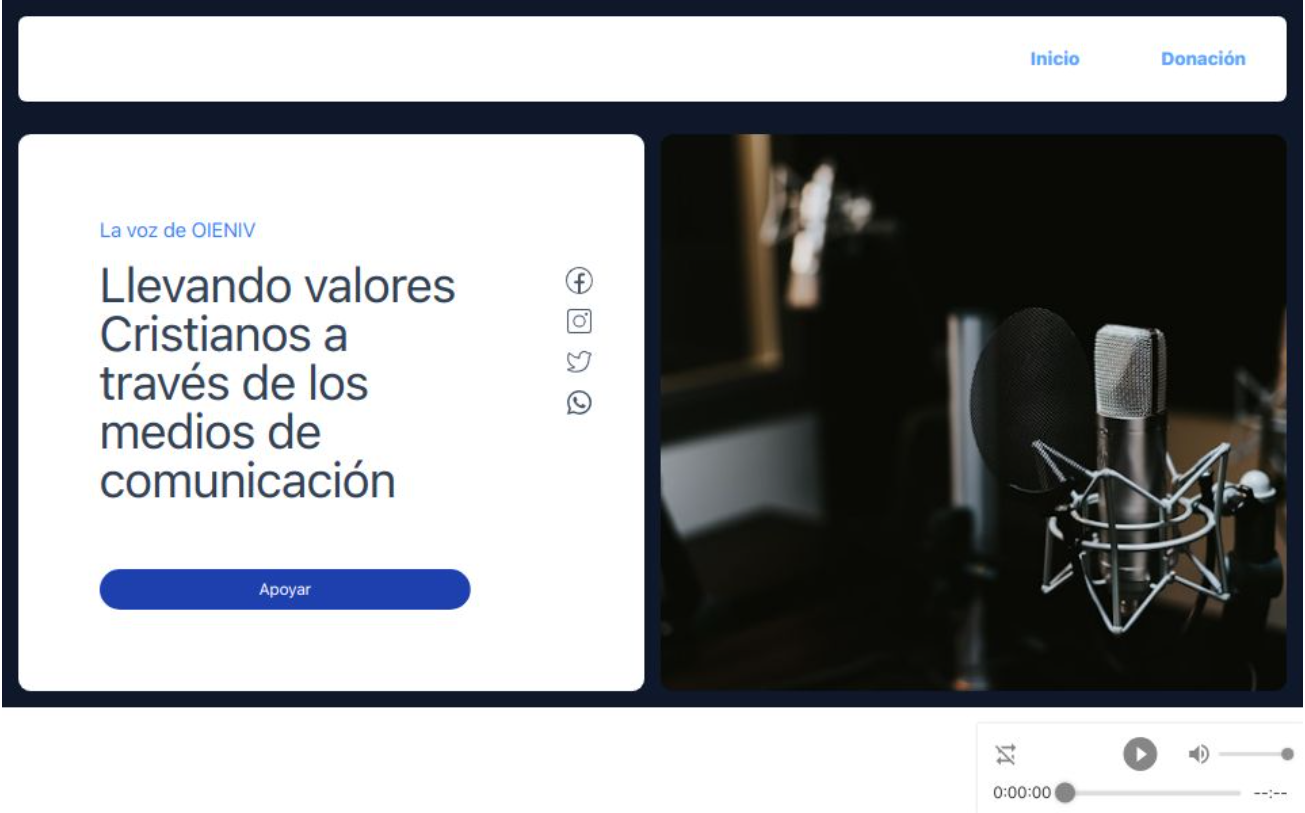 Inicio Donación
La voz de OIENIV
Llevando valores
Cristianos a
través de los
medios de
comunicación
Apoyar
0:00:00 --:--